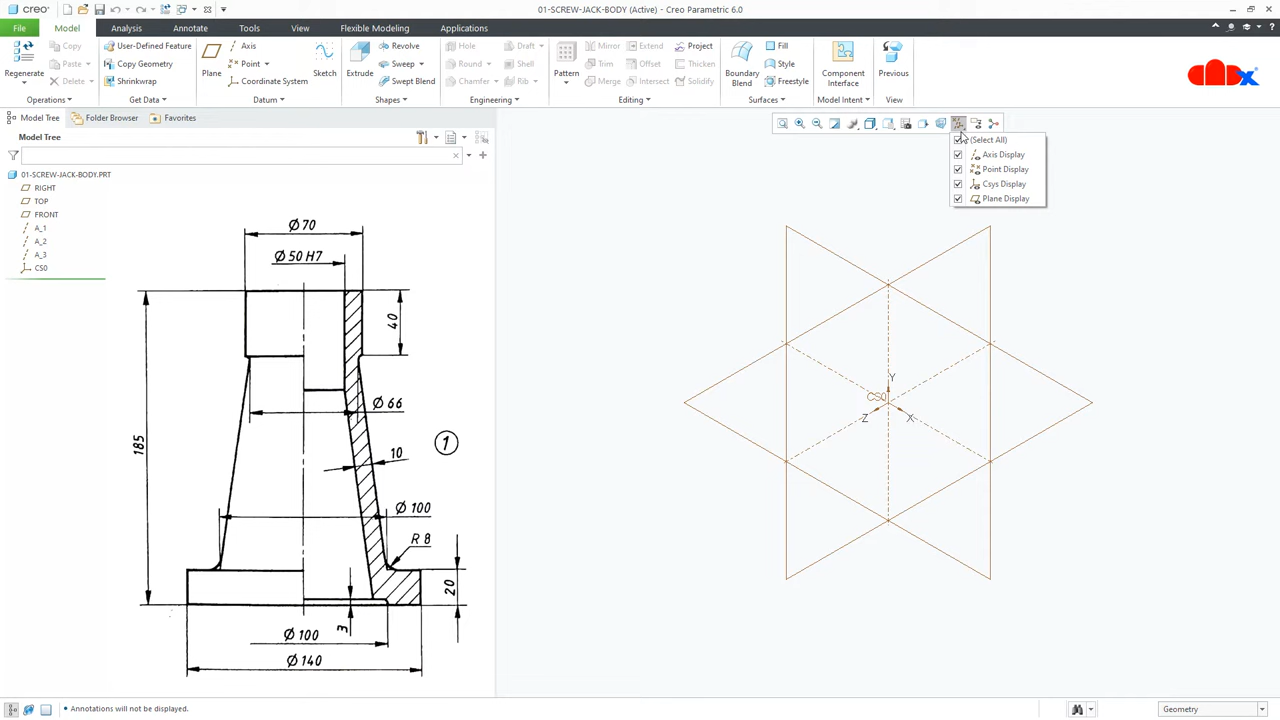 creo®
01-SCREW-JACK-BODY (Active) - Creo Parametric 6.0
File Model Analysis Annotate Tools View Flexible Modeling Applications
Regenerate
Copy
Paste
Delete
Operations
User-Defined Feature
Copy Geometry
Shrinkwrap
Get Data
Plane
Axis
Point
Coordinate System
Sketch
Datum
Extrude
Revolve
Sweep
Swept Blend
Shapes
Hole
Round
Chamfer
Draft
Shell
Rib
Engineering
Pattern
Mirror
Trim
Merge
Extend
Offset
Intersect
Project
Thicken
Solidify
Editing
Boundary Blend
Fill
Style
Freestyle
Surfaces
Component Interface
Model Intent
Previous
View
Model Tree Folder Browser Favorites
Model Tree
01-SCREW-JACK-BODY.PRT
RIGHT
TOP
FRONT
A_1
A_2
A_3
CS0
(Select All)
Axis Display
Point Display
Csys Display
Plane Display
Ø70
Ø50 H7
40
Ø66
185
10
1
Ø100
R 8
20
3
Ø100
Ø140
Y
CS0
Z
X
Annotations will not be displayed.
Geometry